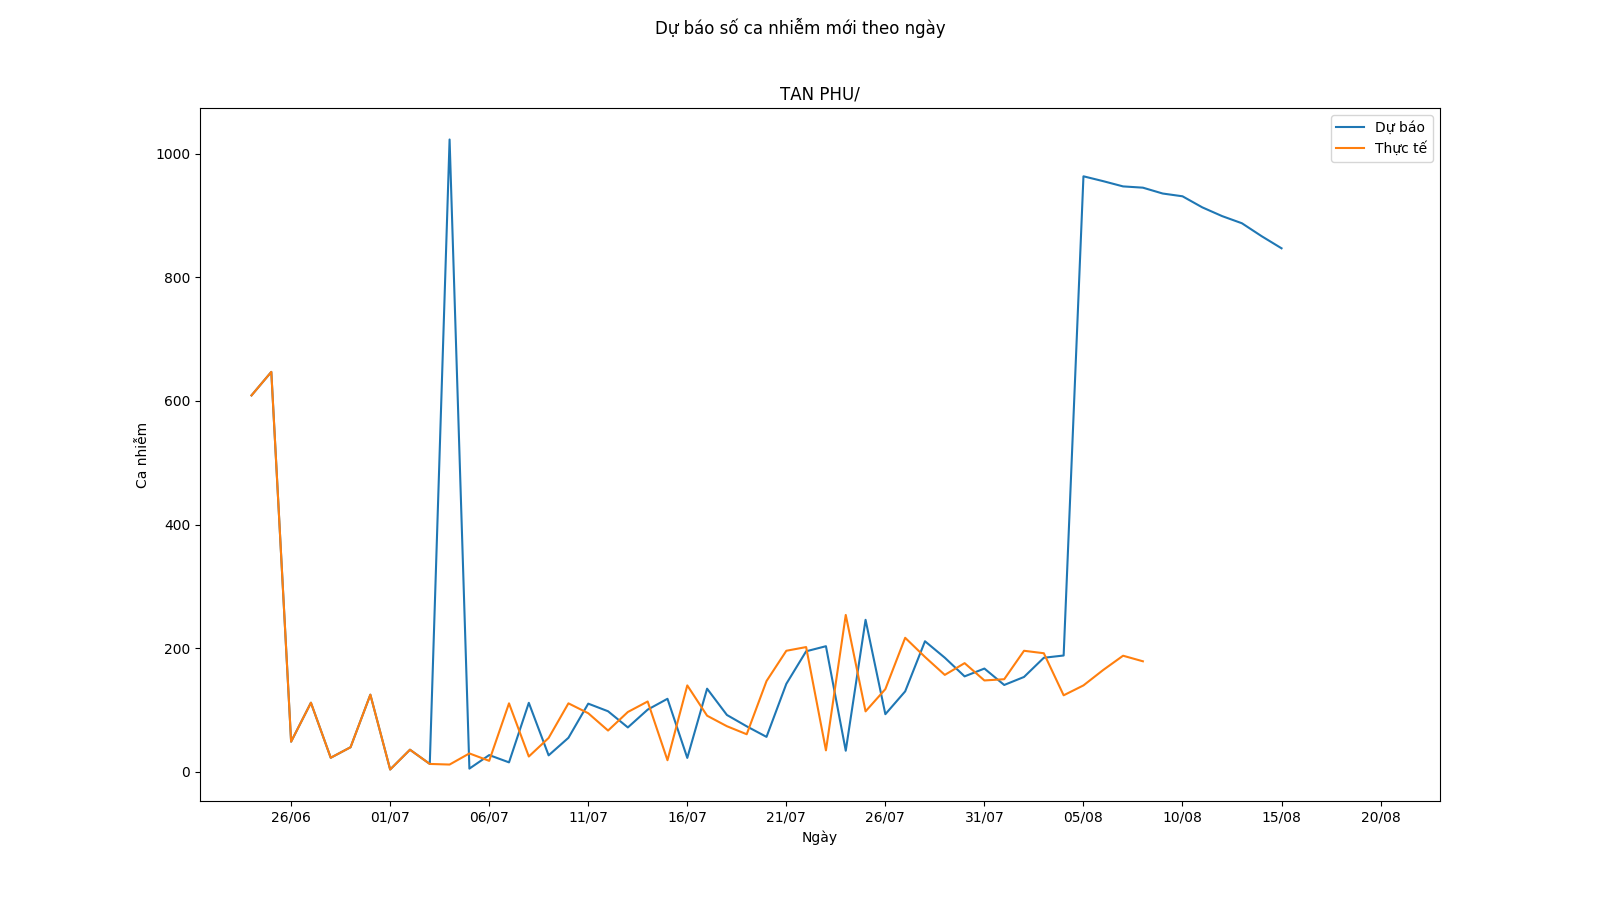 Dự báo số ca nhiễm mới theo ngày
TAN PHU/
Dự báo
Thực tế
1000
800
600
400
200
0
Ca nhiễm
26/06 01/07 06/07 11/07 16/07 21/07 26/07 31/07 05/08 10/08 15/08 20/08
Ngày